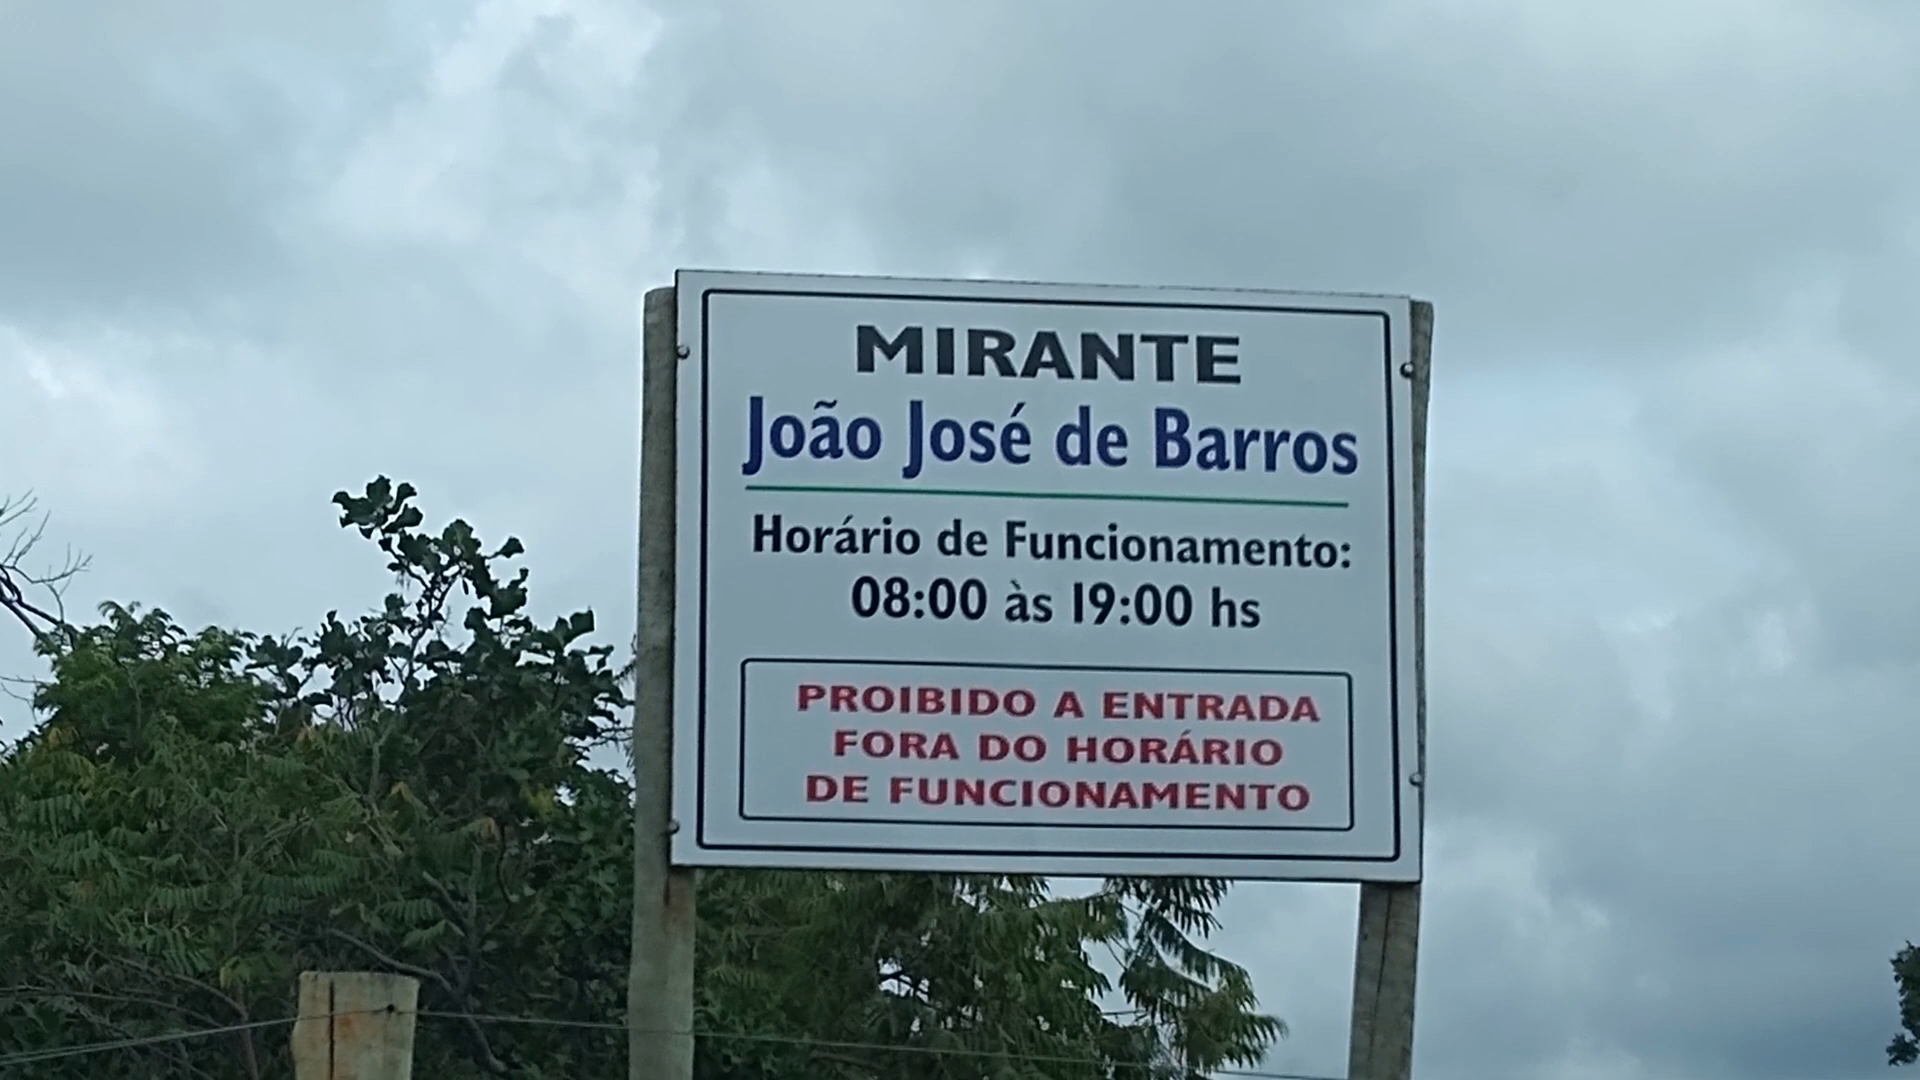 MIRANTE
João José de Barros
Horário de Funcionamento:
08:00 às 19:00 hs
PROIBIDO A ENTRADA
FORA DO HORÁRIO
DE FUNCIONAMENTO